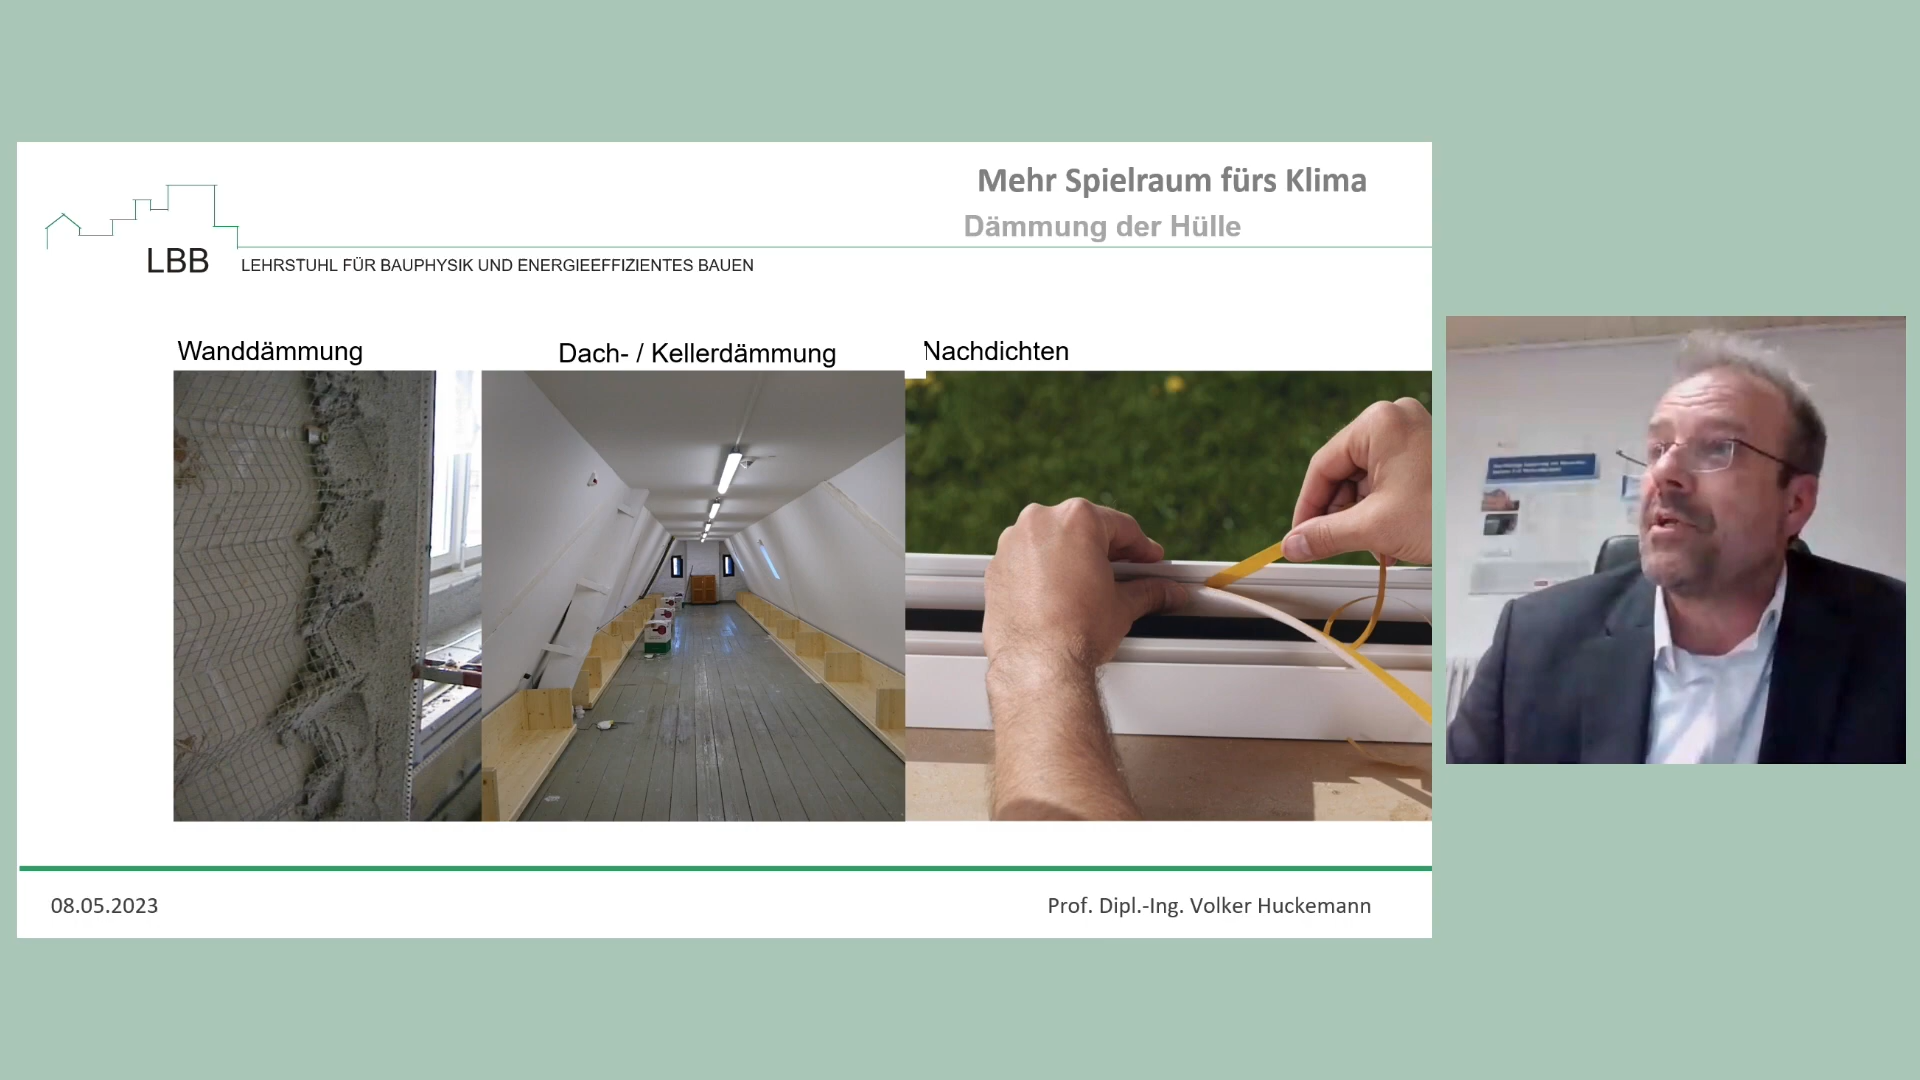 Mehr Spielraum fürs Klima
Dämmung der Hülle
LBB LEHRSTUHL FÜR BAUPHYSIK UND ENERGIEEFFIZIENTES BAUEN
Wanddämmung
Dach- / Kellerdämmung
Nachdichten
08.05.2023
Prof. Dipl.-Ing. Volker Huckemann